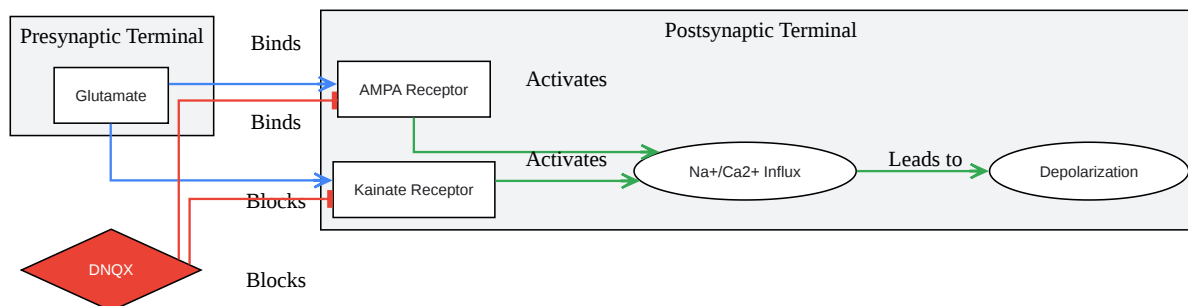 Presynaptic Terminal
Postsynaptic Terminal
Binds
Glutamate
AMPA Receptor
Activates
Binds
Activates
Na+/Ca2+ Influx
Leads to
Depolarization
Kainate Receptor
Blocks
DNQX
Blocks